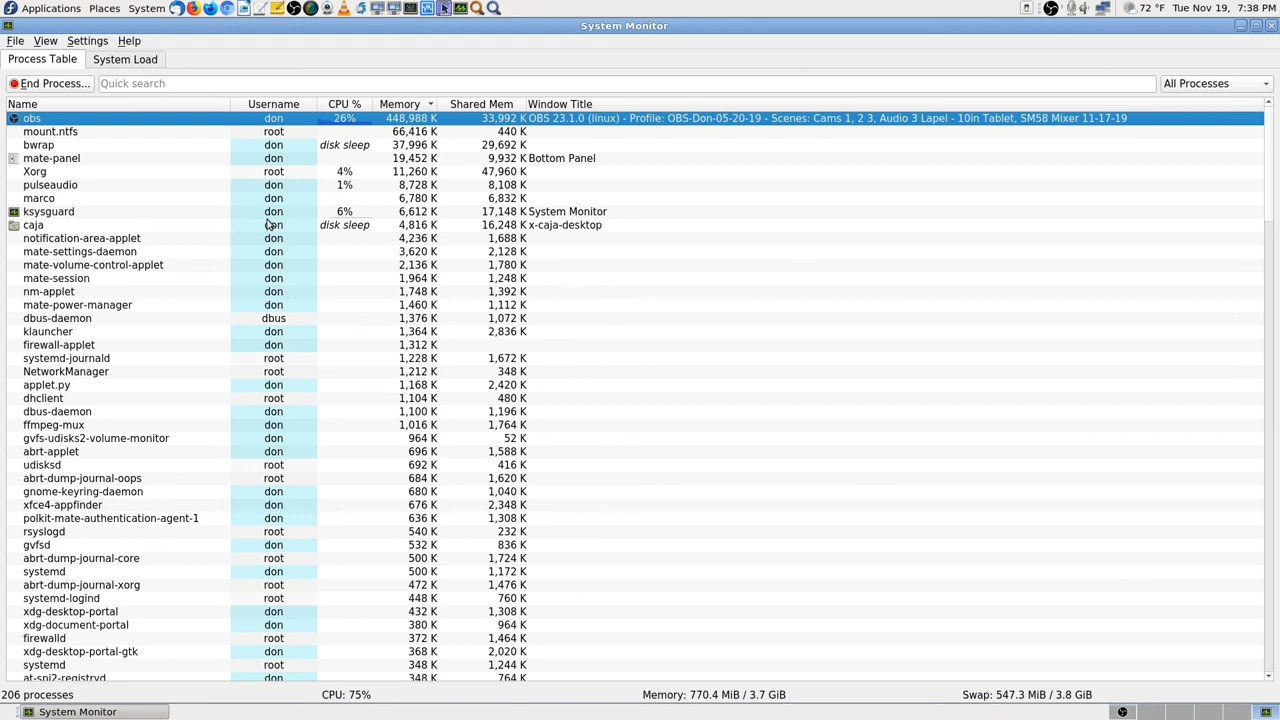 Applications Places System 72 °F Tue Nov 19, 7:38 PM
System Monitor
File View Settings Help
Process Table System Load
End Process... Quick search All Processes
Name Username CPU % Memory Shared Mem Window Title
obs don 26% 448,988 K 33,992 K OBS 23.1.0 (linux) - Profile: OBS-Don-05-20-19 - Scenes: Cams 1, 2 3, Audio 3 Lapel - 10in Tablet, SM58 Mixer 11-17-19
mount.ntfs root 66,416 K 440 K
bwrap don disk sleep 37,996 K 29,692 K
mate-panel don 19,452 K 9,932 K Bottom Panel
Xorg root 4% 11,260 K 47,960 K
pulseaudio don 1% 8,728 K 8,108 K
marco don 6,780 K 6,832 K
ksysguard don 6% 6,612 K 17,148 K System Monitor
caja don disk sleep 4,816 K 16,248 K x-caja-desktop
notification-area-applet don 4,236 K 1,688 K
mate-settings-daemon don 3,620 K 2,128 K
mate-volume-control-applet don 2,136 K 1,780 K
mate-session don 1,964 K 1,248 K
nm-applet don 1,748 K 1,392 K
mate-power-manager don 1,460 K 1,112 K
dbus-daemon dbus 1,376 K 1,072 K
klauncher don 1,364 K 2,836 K
firewall-applet don 1,312 K
systemd-journald root 1,228 K 1,672 K
NetworkManager root 1,212 K 348 K
applet.py don 1,168 K 2,420 K
dhclient root 1,104 K 480 K
dbus-daemon don 1,100 K 1,196 K
ffmpeg-mux don 1,016 K 1,764 K
gvfs-udisks2-volume-monitor don 964 K 52 K
abrt-applet don 696 K 1,588 K
udisksd root 692 K 416 K
abrt-dump-journal-oops root 684 K 1,620 K
gnome-keyring-daemon don 680 K 1,040 K
xfce4-appfinder don 676 K 2,348 K
polkit-mate-authentication-agent-1 don 636 K 1,308 K
rsyslogd root 540 K 232 K
gvfsd don 532 K 836 K
abrt-dump-journal-core root 500 K 1,724 K
systemd don 500 K 1,172 K
abrt-dump-journal-xorg root 472 K 1,476 K
systemd-logind root 448 K 760 K
xdg-desktop-portal don 432 K 1,308 K
xdg-document-portal don 380 K 964 K
firewalld root 372 K 1,464 K
xdg-desktop-portal-gtk don 368 K 2,020 K
systemd root 348 K 1,244 K
at-spi2-registryd don 348 K 764 K
206 processes CPU: 75% Memory: 770.4 MiB / 3.7 GiB Swap: 547.3 MiB / 3.8 GiB
System Monitor